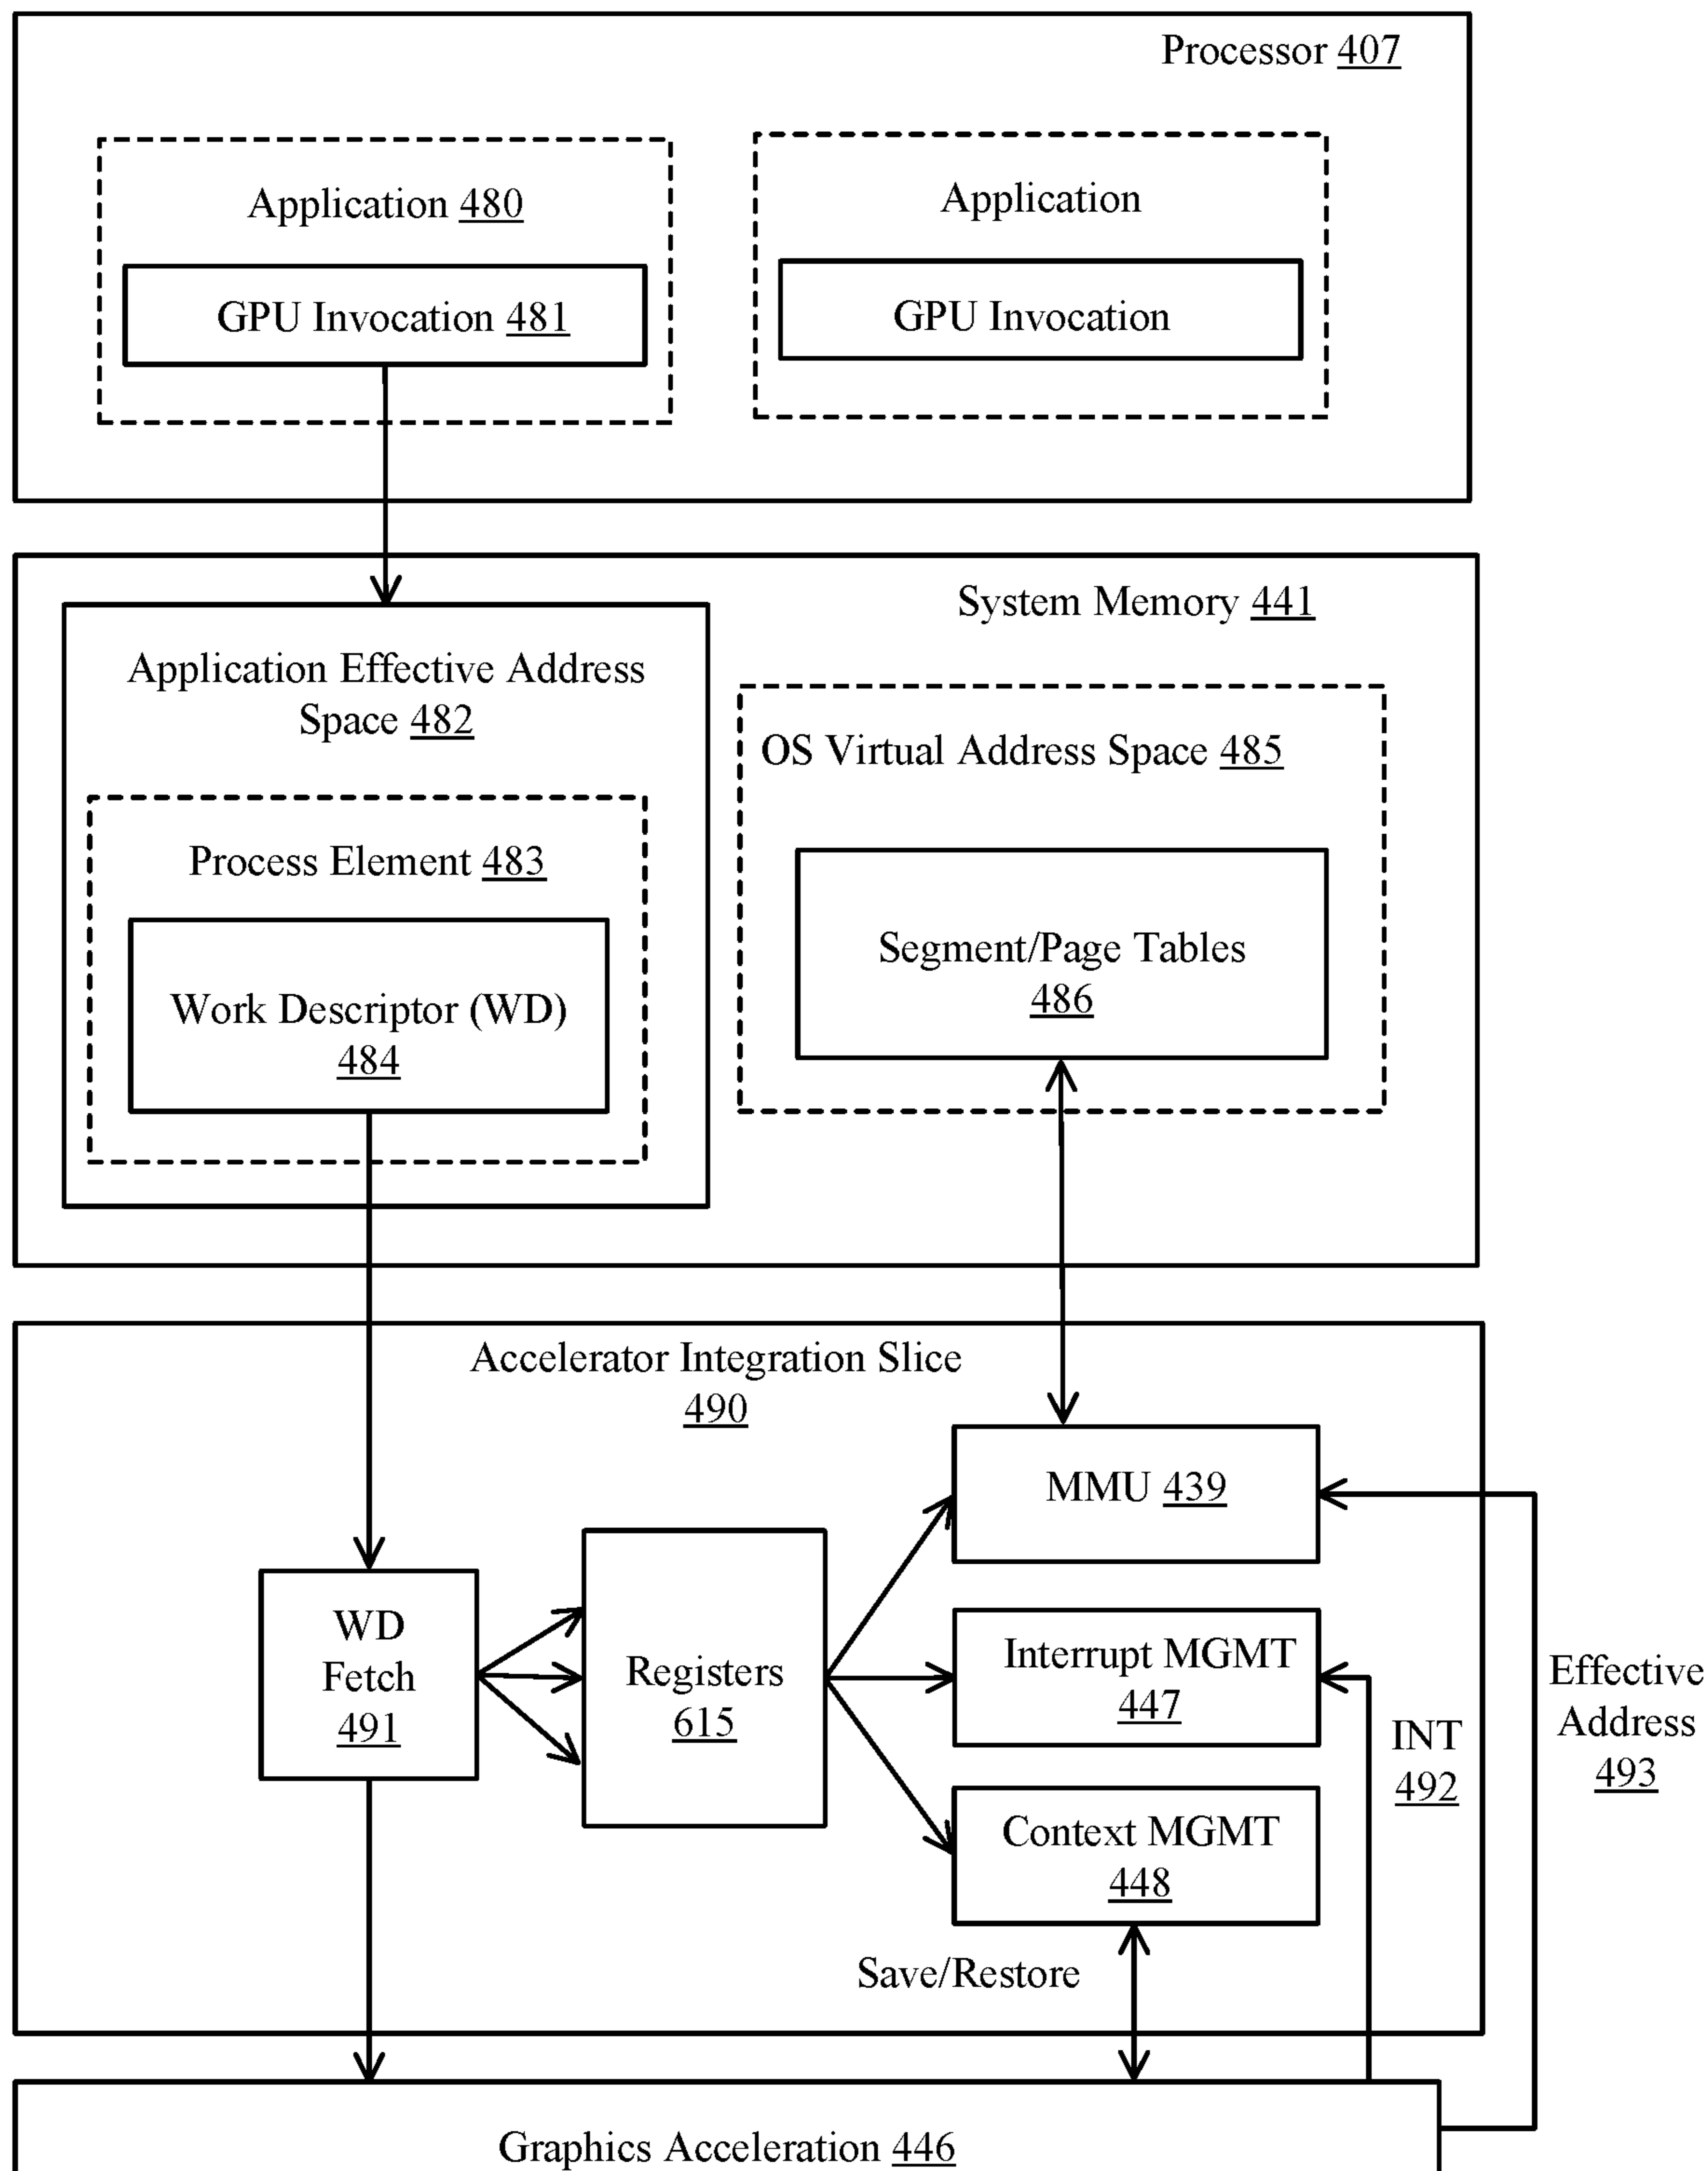 Processor 407
Application 480
GPU Invocation 481
Application
GPU Invocation
System Memory 441
Application Effective Address
Space 482
Process Element 483
Work Descriptor (WD)
484
OS Virtual Address Space 485
Segment/Page Tables
486
Accelerator Integration Slice
490
WD
Fetch
491
Registers
615
MMU 439
Interrupt MGMT
447
Context MGMT
448
Save/Restore
INT
492
Effective
Address
493
Graphics Acceleration 446